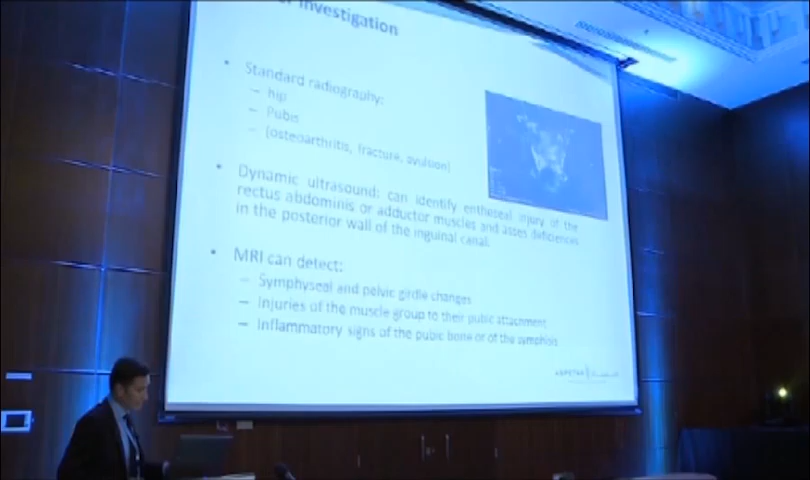 investigation
• Standard radiography:
– hip
– Pubis
– (osteoarthritis, fracture, avulsion)
• Dynamic ultrasound: can identify entheseal injury of the
rectus abdominis or adductor muscles and asses deficiences
in the posterior wall of the inguinal canal.
• MRI can detect:
– Symphyseal and pelvic girdle changes
– Injuries of the muscle group to their pubic attachment
– Inflammatory signs of the pubic bone or of the symphisis
ASPETAR